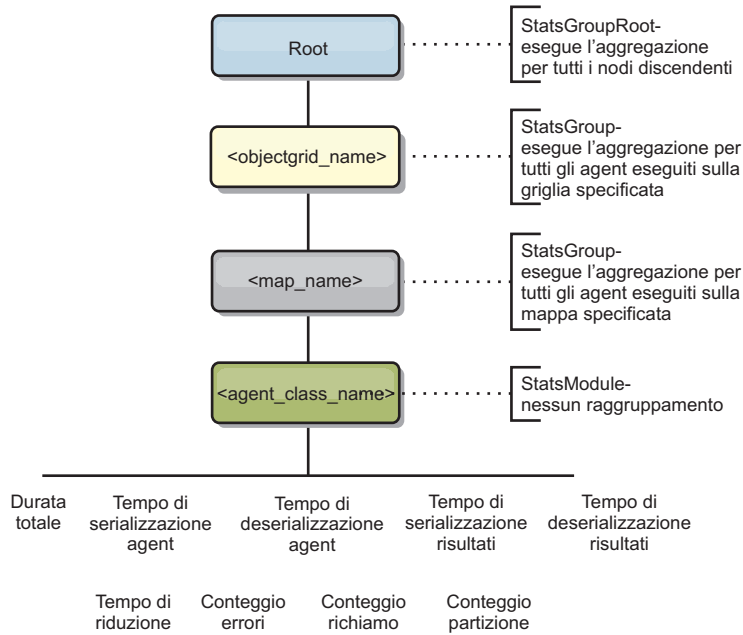 Root
StatsGroupRoot-
esegue l'aggregazione
per tutti i nodi discendenti
<objectgrid_name>
StatsGroup-
esegue l'aggregazione per
tutti gli agent eseguiti sulla
griglia specificata
<map_name>
StatsGroup-
esegue l'aggregazione per
tutti gli agent eseguiti sulla
mappa specificata
<agent_class_name>
StatsModule-
nessun raggruppamento
Durata
totale
Tempo di
serializzazione
agent
Tempo di
deserializzazione
agent
Tempo di
serializzazione
risultati
Tempo di
deserializzazione
risultati
Tempo di
riduzione
Conteggio
errori
Conteggio
richiamo
Conteggio
partizione